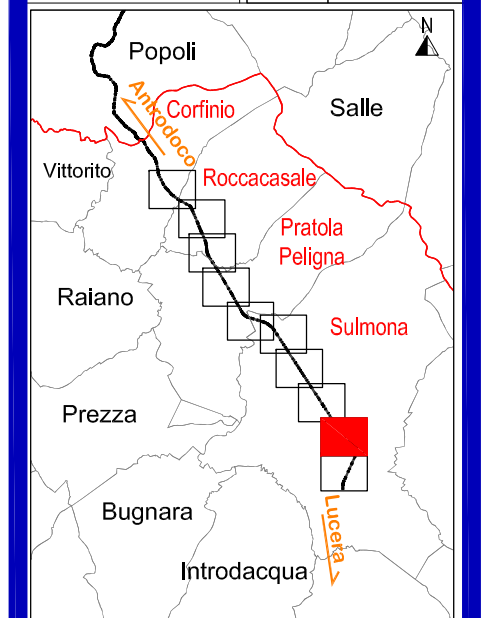 N
Popoli
Antrodoco
Corfinio
Salle
Vittorito
Roccacasale
Pratola
Peligna
Raiano
Sulmona
Prezza
Bugnara
Lucera
Introdacqua